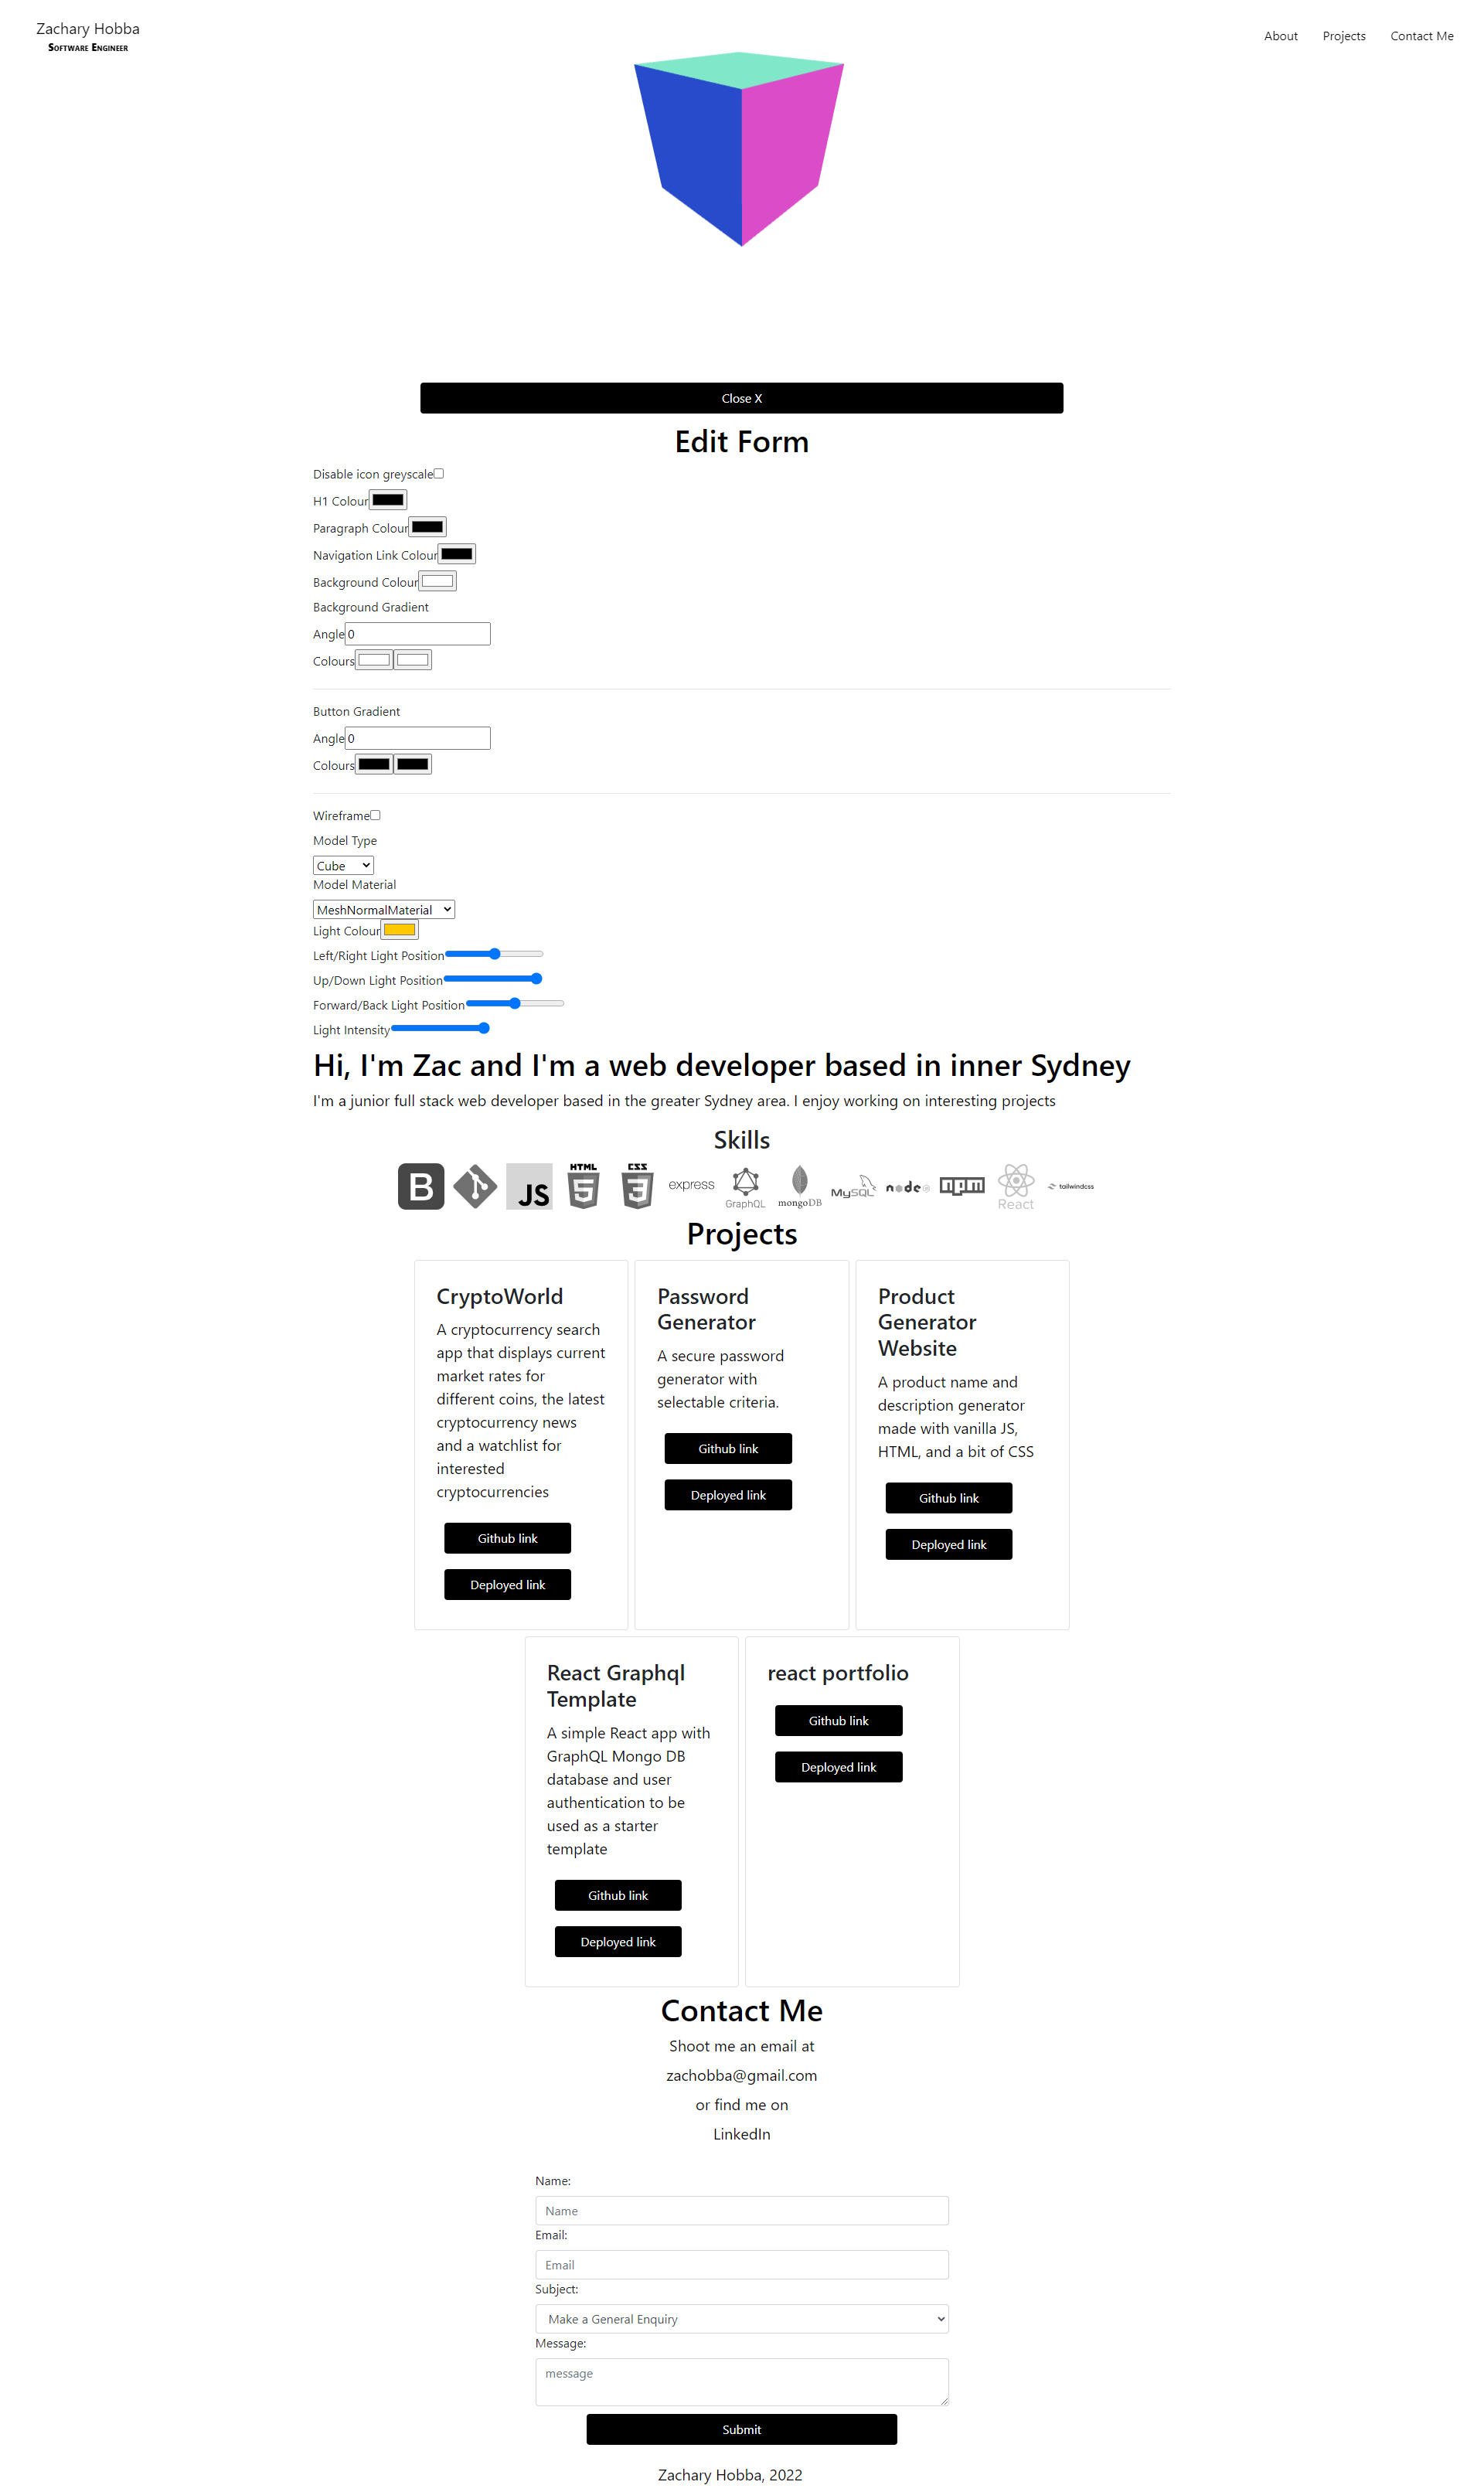 Zachary Hobba
Software Engineer
About
Projects
Contact Me
Close X
Edit Form
Disable icon greyscale
H1 Colour
Paragraph Colour
Navigation Link Colour
Background Colour
Background Gradient
Angle 0
Colours
Button Gradient
Angle 0
Colours
Wireframe
Model Type
Cube
Model Material
MeshNormalMaterial
Light Colour
Left/Right Light Position
Up/Down Light Position
Forward/Back Light Position
Light Intensity
Hi, I'm Zac and I'm a web developer based in inner Sydney
I'm a junior full stack web developer based in the greater Sydney area. I enjoy working on interesting projects
Skills
B
JS
HTML
5
CSS
3
express
GraphQL
mongoDB
MySQL
node
JS
npm
React
tailwindcss
Projects
CryptoWorld
A cryptocurrency search
app that displays current
market rates for
different coins, the latest
cryptocurrency news
and a watchlist for
interested
cryptocurrencies
Github link
Deployed link
Password
Generator
A secure password
generator with
selectable criteria.
Github link
Deployed link
Product
Generator
Website
A product name and
description generator
made with vanilla JS,
HTML, and a bit of CSS
Github link
Deployed link
React Graphql
Template
A simple React app with
GraphQL Mongo DB
database and user
authentication to be
used as a starter
template
Github link
Deployed link
react portfolio
Github link
Deployed link
Contact Me
Shoot me an email at
zachobba@gmail.com
or find me on
LinkedIn
Name:
Name
Email:
Email
Subject:
Make a General Enquiry
Message:
message
Submit
Zachary Hobba, 2022